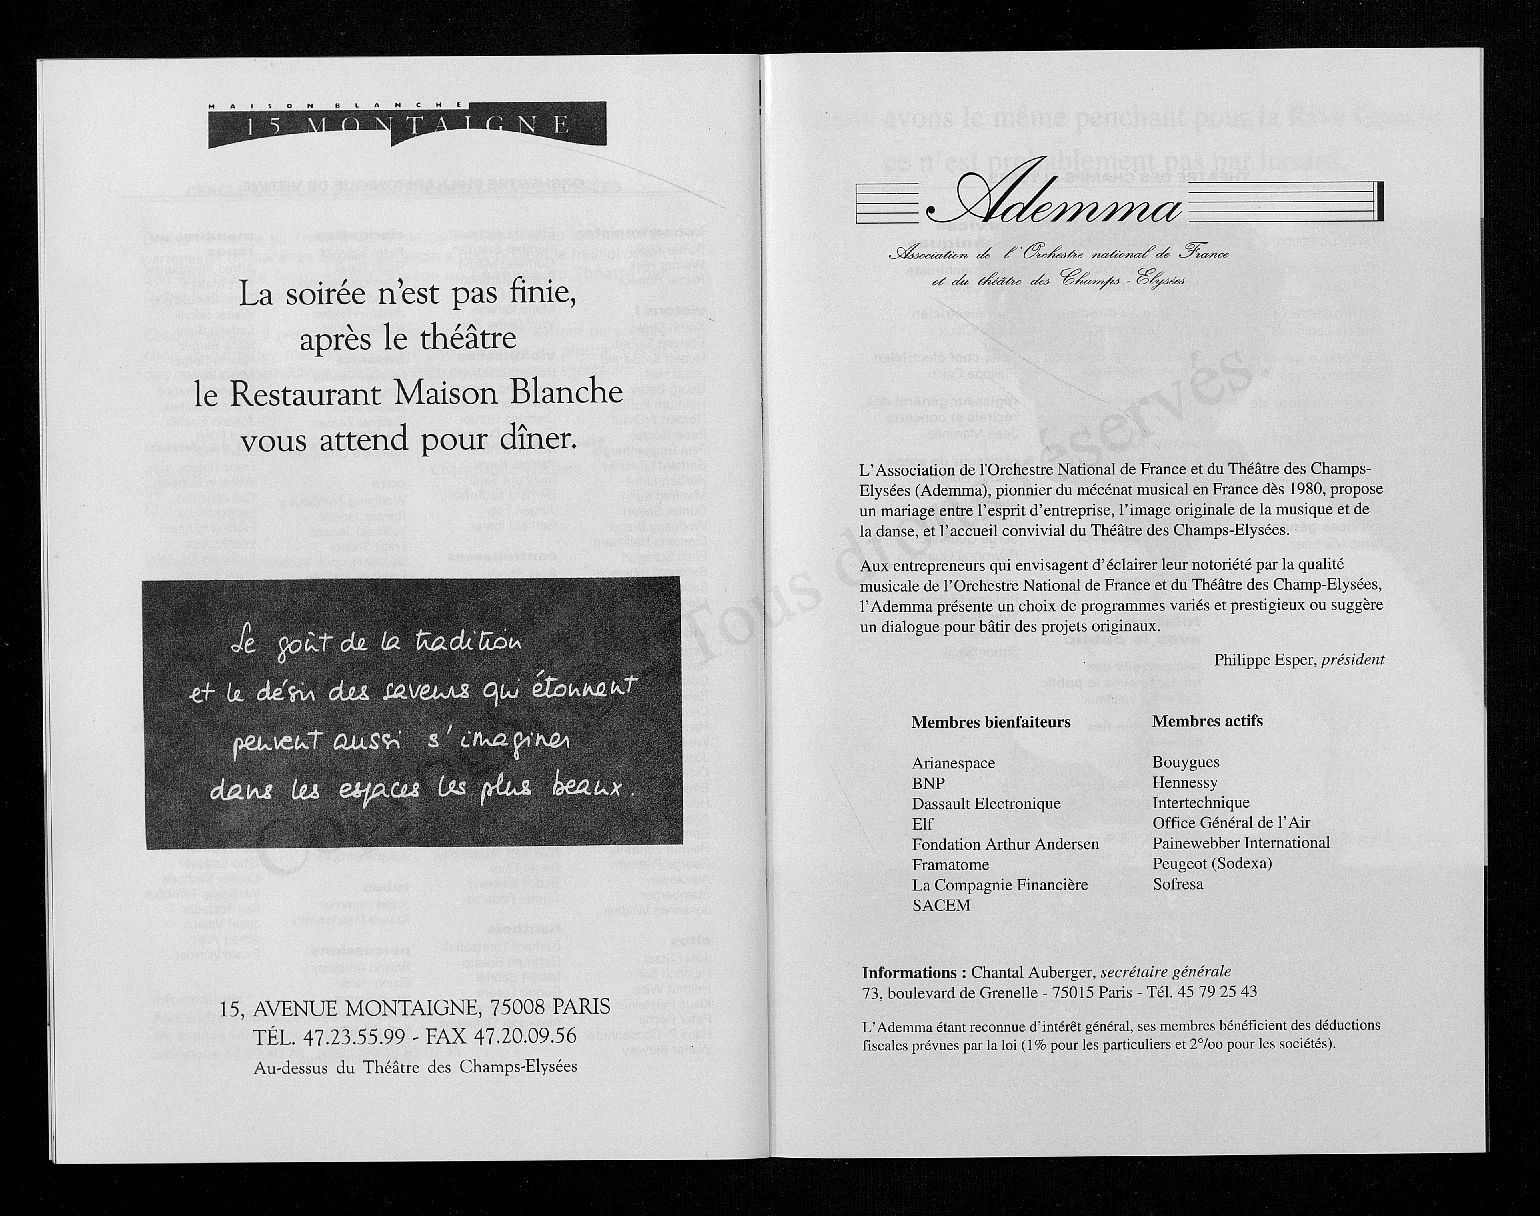 MAISON BLANCHE
15 MONTAIGNE
La soirée n'est pas finie,
après le théâtre
le Restaurant Maison Blanche
vous attend pour dîner.
Le goût de la tradition
et le désir des saveurs qui étonnent
peuvent aussi s'imaginer
dans les espaces les plus beaux.
15, AVENUE MONTAIGNE, 75008 PARIS
TÉL. 47.23.55.99 - FAX 47.20.09.56
Au-dessus du Théâtre des Champs-Elysées
Ademma
Association de l'Orchestre national de France
et du théâtre des Champs-Elysées
L'Association de l'Orchestre National de France et du Théâtre des Champs-
Elysées (Ademma), pionnier du mécénat musical en France dès 1980, propose
un mariage entre l'esprit d'entreprise, l'image originale de la musique et de
la danse, et l'accueil convivial du Théâtre des Champs-Elysées.
Aux entrepreneurs qui envisagent d'éclairer leur notoriété par la qualité
musicale de l'Orchestre National de France et du Théâtre des Champ-Elysées,
l'Ademma présente un choix de programmes variés et prestigieux ou suggère
un dialogue pour bâtir des projets originaux.
Philippe Esper, président
Membres bienfaiteurs
Arianespace
BNP
Dassault Electronique
Elf
Fondation Arthur Andersen
Framatome
La Compagnie Financière
SACEM
Membres actifs
Bouygues
Hennessy
Intertechnique
Office Général de l'Air
Painewebber International
Peugeot (Sodexa)
Sofresa
Informations : Chantal Auberger, secrétaire générale
73, boulevard de Grenelle - 75015 Paris - Tél. 45 79 25 43
L'Ademma étant reconnue d'intérêt général, ses membres bénéficient des déductions
fiscales prévues par la loi (1% pour les particuliers et 2°/oo pour les sociétés).
Tous droits réservés.